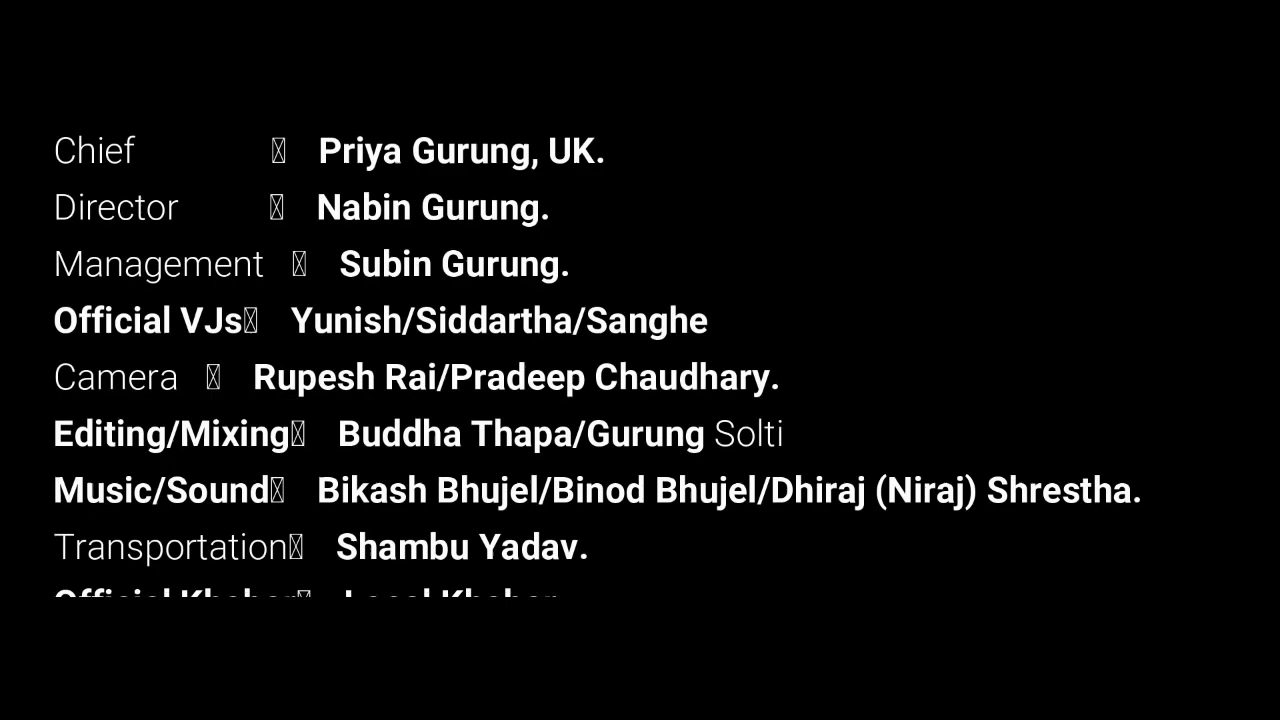 Chief Priya Gurung, UK.
Director Nabin Gurung.
Management Subin Gurung.
Official VJs Yunish/Siddartha/Sanghe
Camera Rupesh Rai/Pradeep Chaudhary.
Editing/Mixing Buddha Thapa/Gurung Solti
Music/Sound Bikash Bhujel/Binod Bhujel/Dhiraj (Niraj) Shrestha.
Transportation Shambu Yadav.